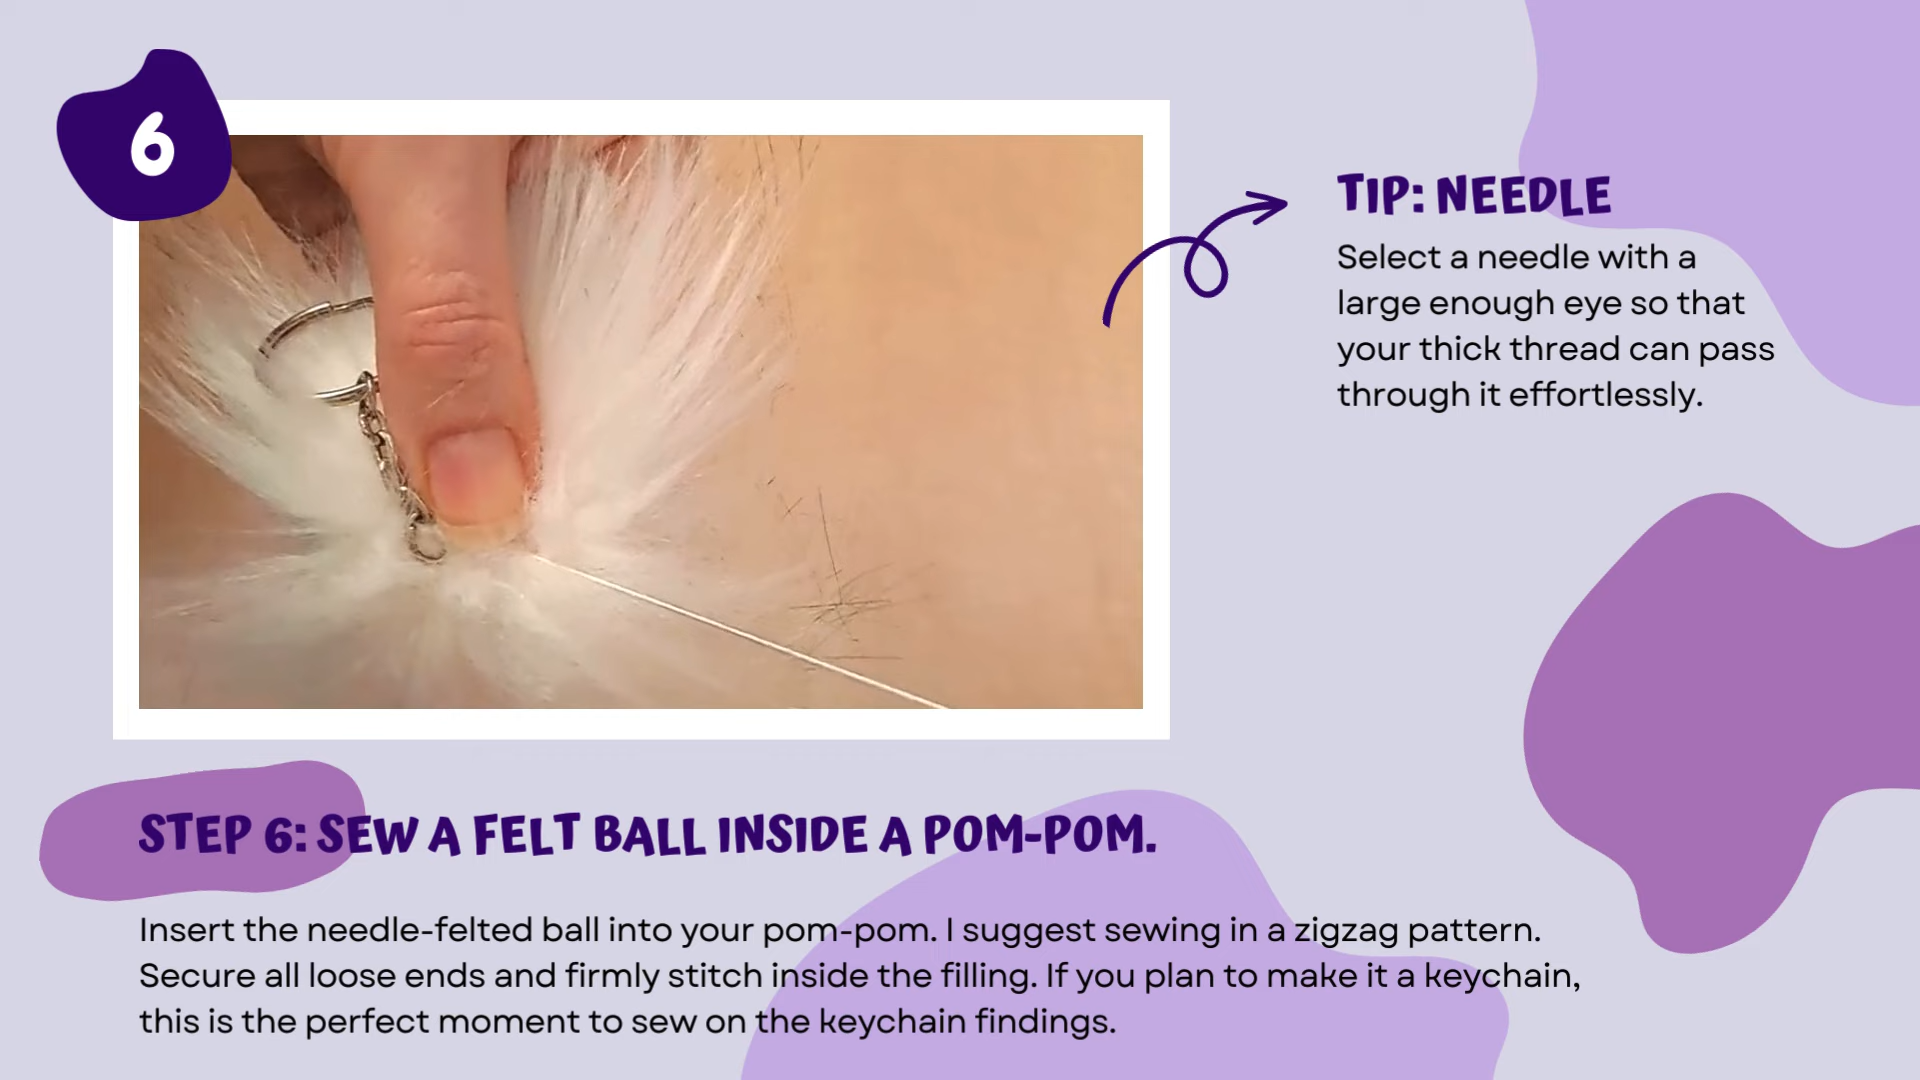 6
TIP: NEEDLE
Select a needle with a
large enough eye so that
your thick thread can pass
through it effortlessly.
STEP 6: SEW A FELT BALL INSIDE A POM-POM.
Insert the needle-felted ball into your pom-pom. I suggest sewing in a zigzag pattern.
Secure all loose ends and firmly stitch inside the filling. If you plan to make it a keychain,
this is the perfect moment to sew on the keychain findings.